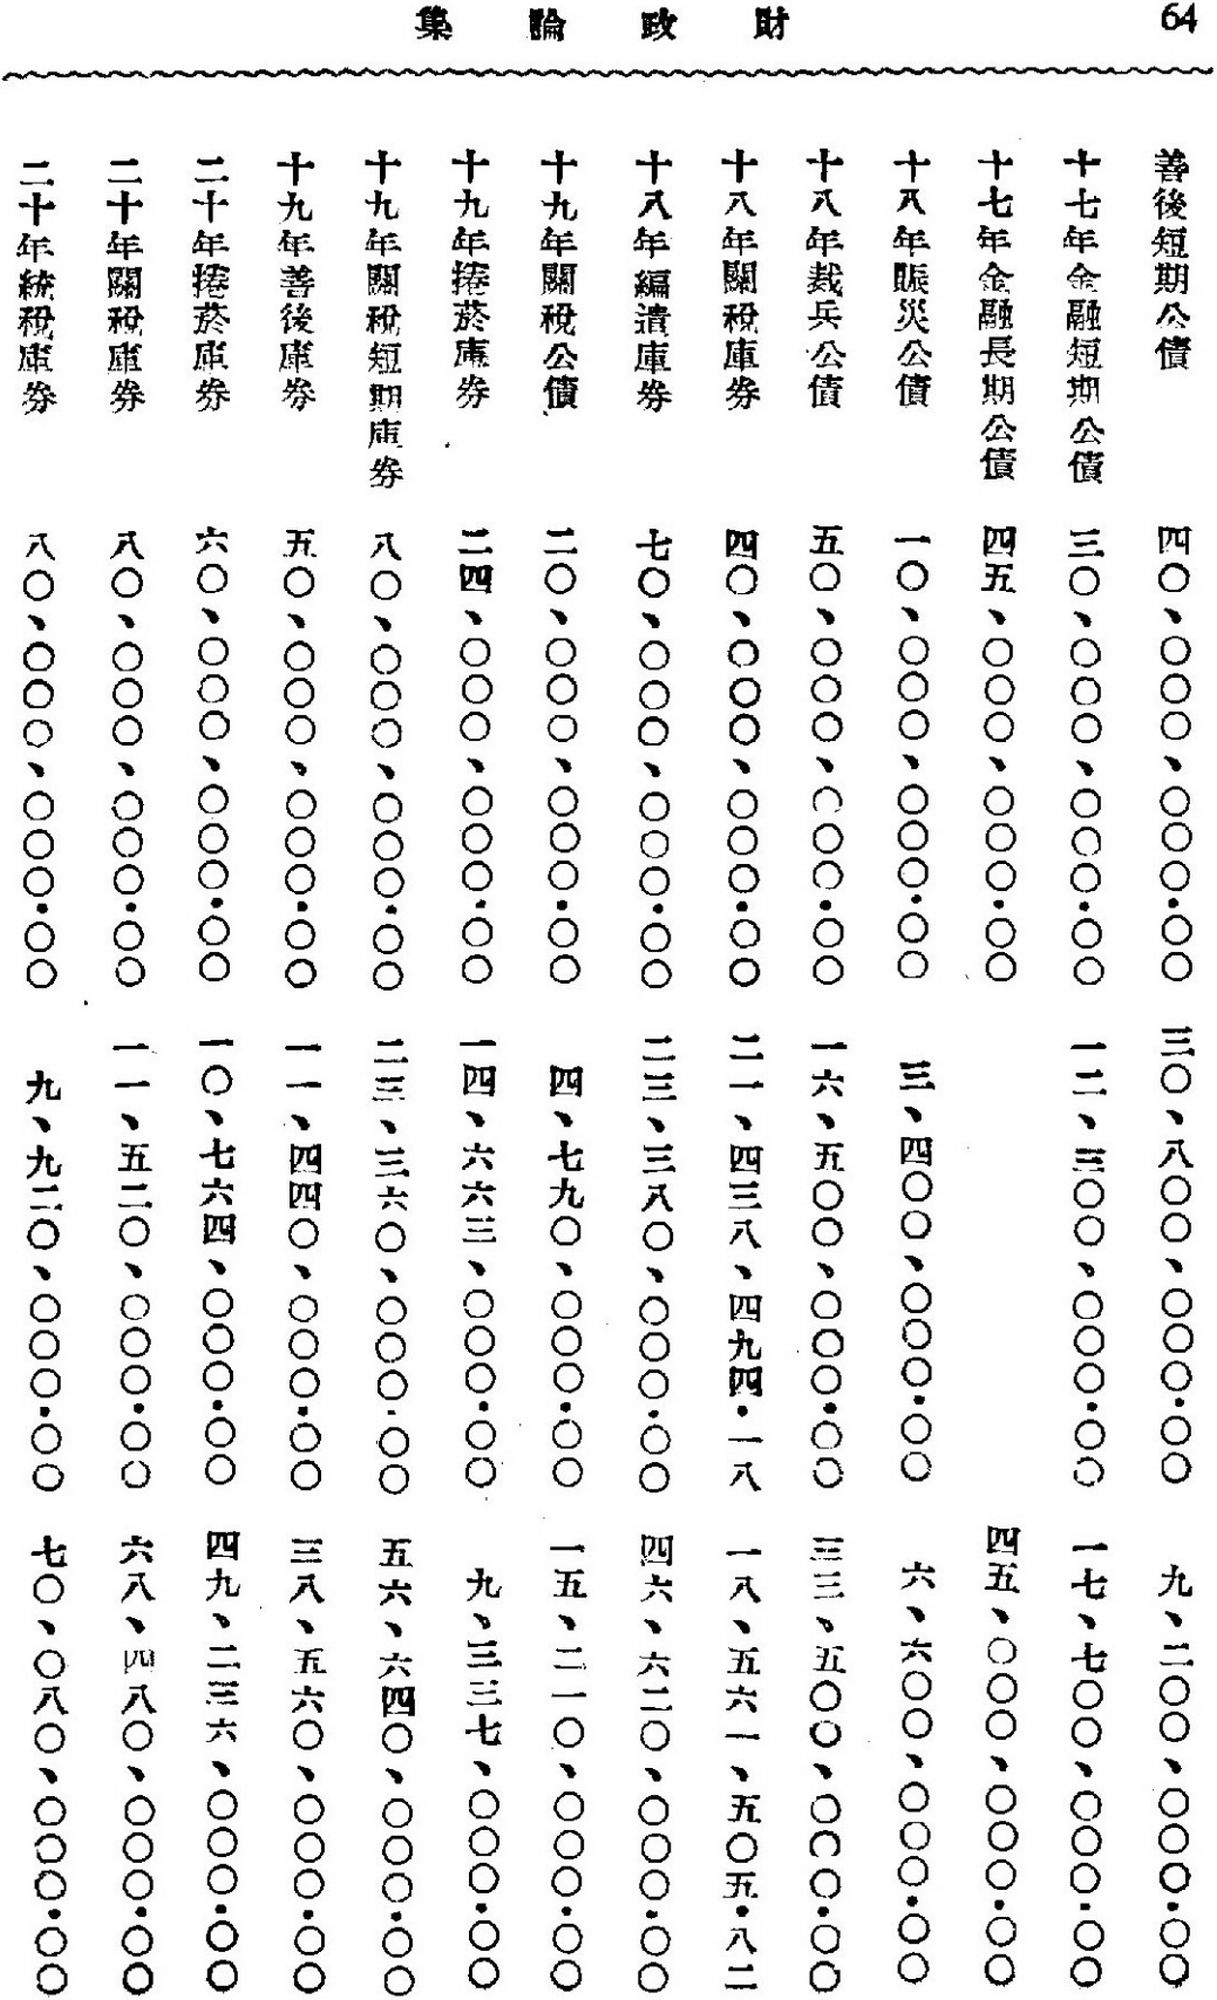 64
財政論集
善後短期公債 四〇、〇〇〇、〇〇〇.〇〇 三〇、八〇〇、〇〇〇.〇〇 九、二〇〇、〇〇〇.〇〇
十七年金融短期公債 三〇、〇〇〇、〇〇〇.〇〇 一二、三〇〇、〇〇〇.〇〇 一七、七〇〇、〇〇〇.〇〇
十七年金融長期公債 四五、〇〇〇、〇〇〇.〇〇 四五、〇〇〇、〇〇〇.〇〇
十八年賑災公債 一〇、〇〇〇、〇〇〇.〇〇 三、四〇〇、〇〇〇.〇〇 六、六〇〇、〇〇〇.〇〇
十八年裁兵公債 五〇、〇〇〇、〇〇〇.〇〇 一六、五〇〇、〇〇〇.〇〇 三三、五〇〇、〇〇〇.〇〇
十八年關稅庫券 四〇、〇〇〇、〇〇〇.〇〇 二一、四三八、四九四.一八 一八、五六一、五〇五.八二
十八年編遣庫券 七〇、〇〇〇、〇〇〇.〇〇 二三、三八〇、〇〇〇.〇〇 四六、六二〇、〇〇〇.〇〇
十九年關稅公債 二〇、〇〇〇、〇〇〇.〇〇 四、七九〇、〇〇〇.〇〇 一五、二一〇、〇〇〇.〇〇
十九年捲菸庫券 二四、〇〇〇、〇〇〇.〇〇 一四、六六三、〇〇〇.〇〇 九、三三七、〇〇〇.〇〇
十九年關稅短期庫券 八〇、〇〇〇、〇〇〇.〇〇 二三、三六〇、〇〇〇.〇〇 五六、六四〇、〇〇〇.〇〇
十九年善後庫券 五〇、〇〇〇、〇〇〇.〇〇 一一、四四〇、〇〇〇.〇〇 三八、五六〇、〇〇〇.〇〇
二十年捲菸庫券 六〇、〇〇〇、〇〇〇.〇〇 一〇、七六四、〇〇〇.〇〇 四九、二三六、〇〇〇.〇〇
二十年關稅庫券 八〇、〇〇〇、〇〇〇.〇〇 一一、五二〇、〇〇〇.〇〇 六八、四八〇、〇〇〇.〇〇
二十年統稅庫券 八〇、〇〇〇、〇〇〇.〇〇 九、九二〇、〇〇〇.〇〇 七〇、〇八〇、〇〇〇.〇〇